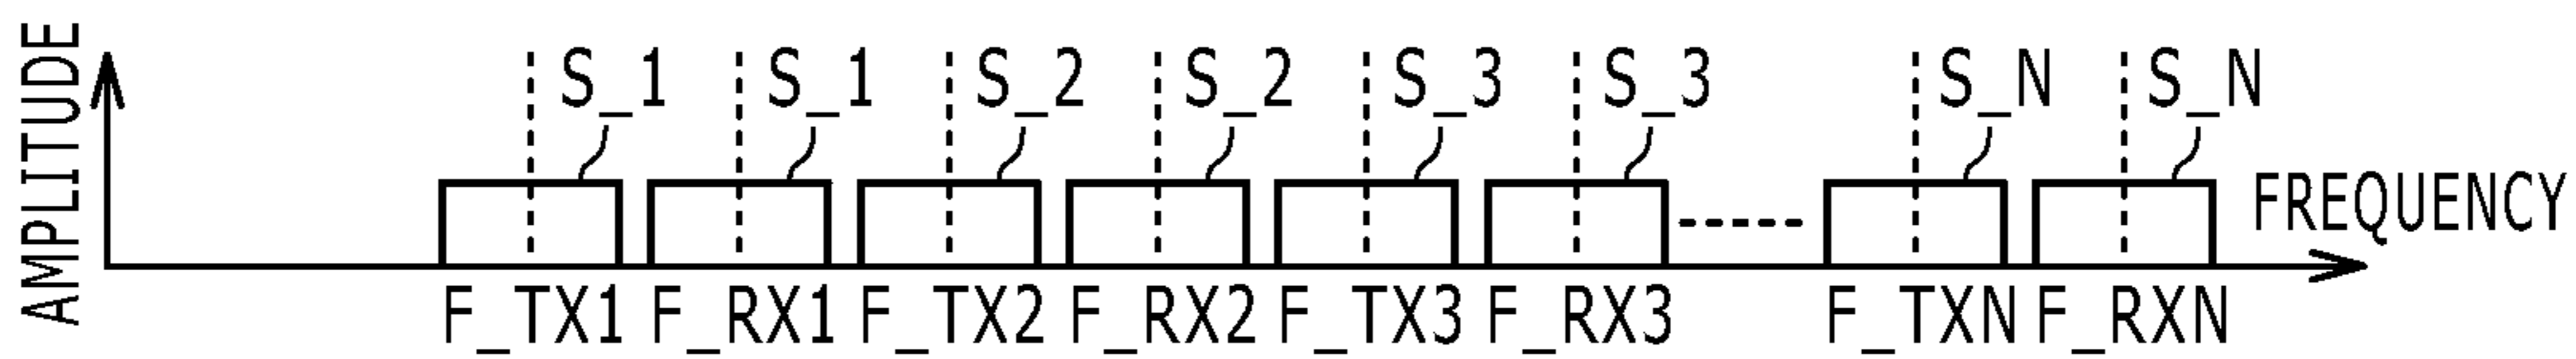 AMPLITUDE
S_1 S_1 S_2 S_2 S_3 S_3 S_N S_N
FREQUENCY
F_TX1 F_RX1 F_TX2 F_RX2 F_TX3 F_RX3 F_TXN F_RXN